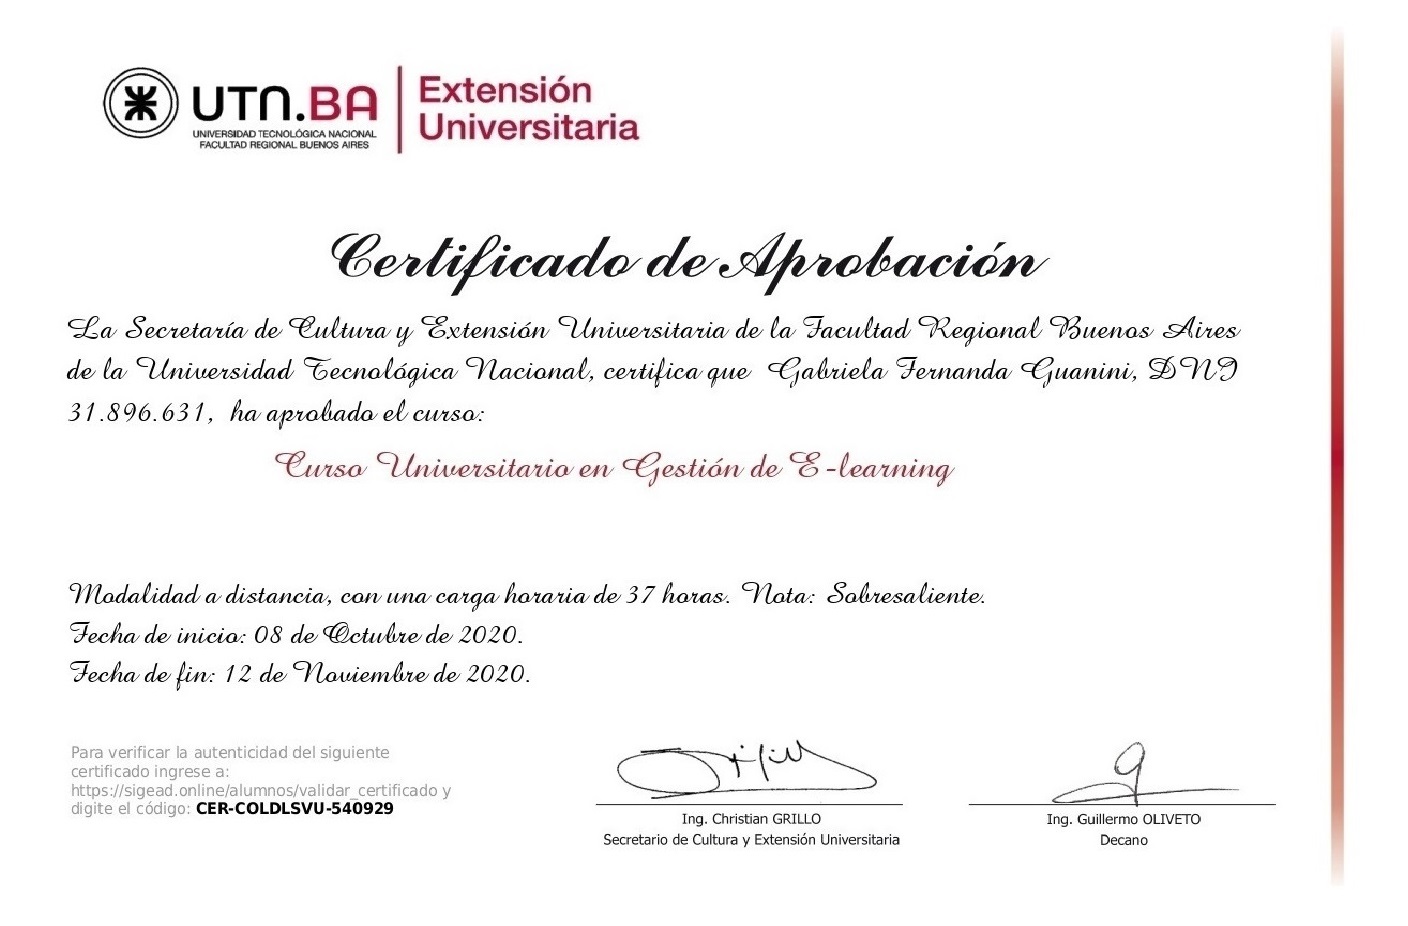 UTN.BA
UNIVERSIDAD TECNOLÓGICA NACIONAL
FACULTAD REGIONAL BUENOS AIRES
Extensión
Universitaria
Certificado de Aprobación
La Secretaría de Cultura y Extensión Universitaria de la Facultad Regional Buenos Aires
de la Universidad Tecnológica Nacional, certifica que Gabriela Fernanda Guanini, DNI
31.896.631, ha aprobado el curso:
Curso Universitario en Gestión de E-learning
Modalidad a distancia, con una carga horaria de 37 horas. Nota: Sobresaliente.
Fecha de inicio: 08 de Octubre de 2020.
Fecha de fin: 12 de Noviembre de 2020.
Para verificar la autenticidad del siguiente
certificado ingrese a:
https://sigead.online/alumnos/validar_certificado y
digite el código: CER-COLDLSVU-540929
Ing. Christian GRILLO
Secretario de Cultura y Extensión Universitaria
Ing. Guillermo OLIVETO
Decano